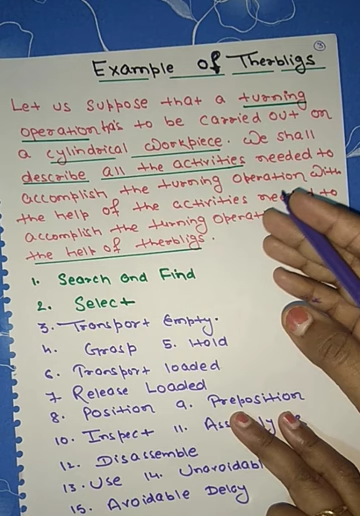 3
Example of Therbligs
Let us suppose that a turning
operation has to be carried out on
a cylindrical workpiece. We shall
describe all the activities needed to
accomplish the turning operation with
the help of the activities to
accomplish the turning
the help of therbligs.
1. Search and Find
2. Select
3. Transport Empty.
4. Grasp 5. Hold
6. Transport loaded
7 Release Loaded
8. Position 9. Preposition
10. Inspect 11.
12. Disassemble
13. Use 14.
15. Avoidable Delay